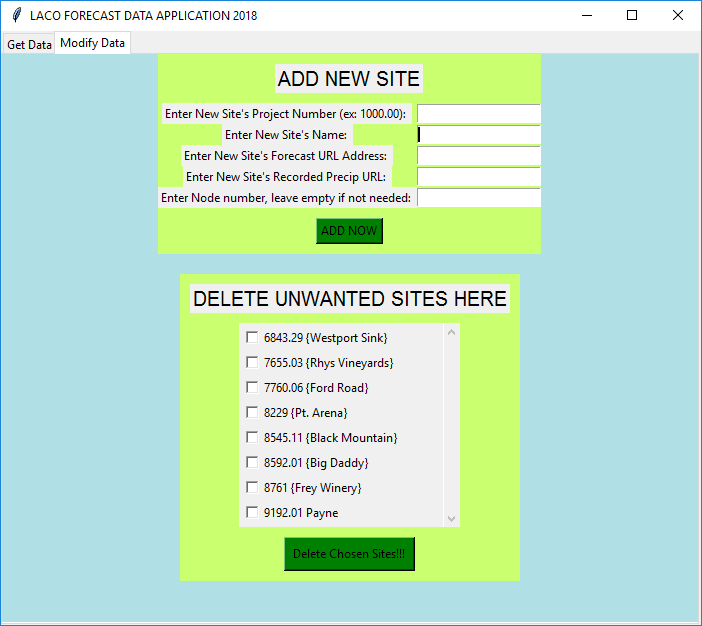 LACO FORECAST DATA APPLICATION 2018
Get Data Modify Data
ADD NEW SITE
Enter New Site's Project Number (ex: 1000.00):
Enter New Site's Name:
Enter New Site's Forecast URL Address:
Enter New Site's Recorded Precip URL:
Enter Node number, leave empty if not needed:
ADD NOW
DELETE UNWANTED SITES HERE
6843.29 {Westport Sink}
7655.03 {Rhys Vineyards}
7760.06 {Ford Road}
8229 {Pt. Arena}
8545.11 {Black Mountain}
8592.01 {Big Daddy}
8761 {Frey Winery}
9192.01 Payne
Delete Chosen Sites!!!